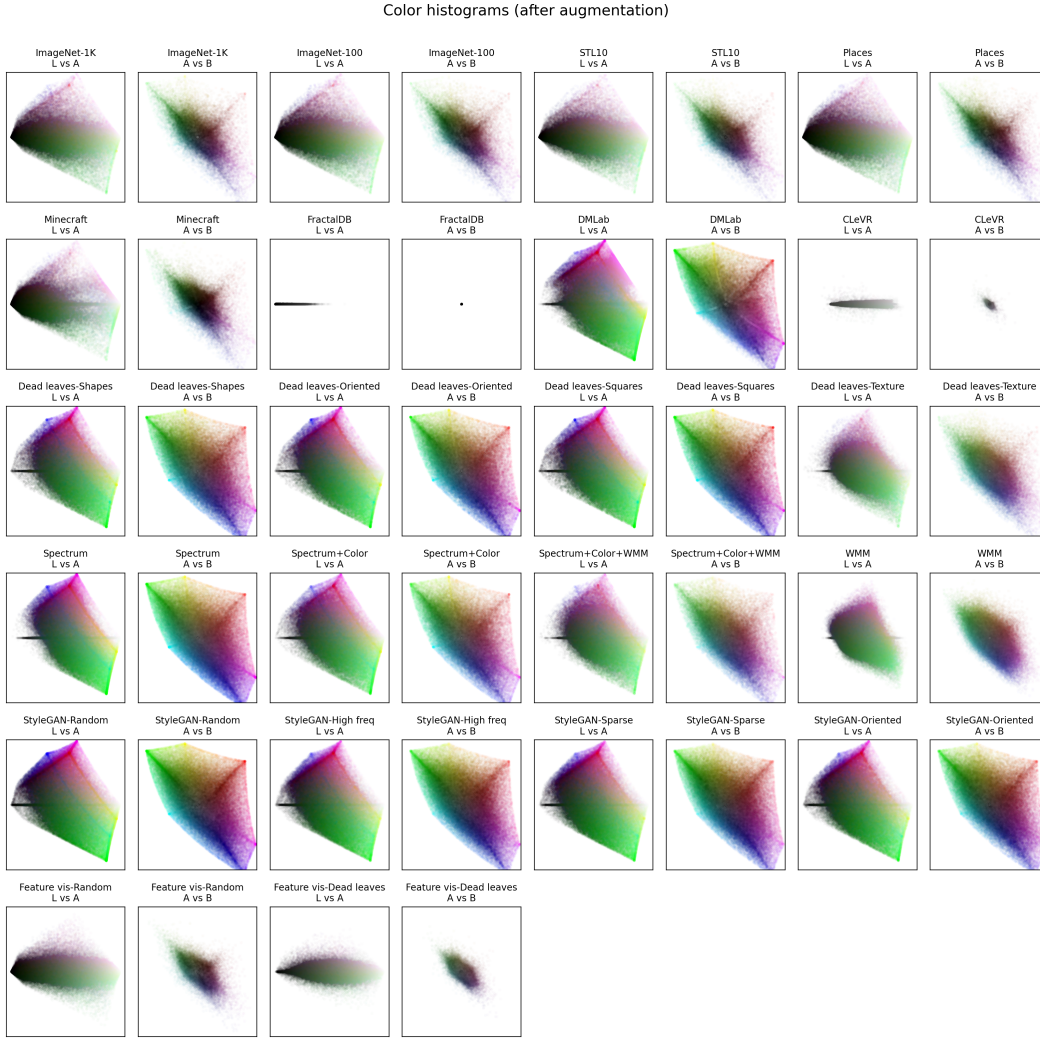 Color histograms (after augmentation)
ImageNet-1K
L vs A
ImageNet-1K
A vs B
ImageNet-100
L vs A
ImageNet-100
A vs B
STL10
L vs A
STL10
A vs B
Places
L vs A
Places
A vs B
Minecraft
L vs A
Minecraft
A vs B
FractalDB
L vs A
FractalDB
A vs B
DMLab
L vs A
DMLab
A vs B
CLeVR
L vs A
CLeVR
A vs B
Dead leaves-Shapes
L vs A
Dead leaves-Shapes
A vs B
Dead leaves-Oriented
L vs A
Dead leaves-Oriented
A vs B
Dead leaves-Squares
L vs A
Dead leaves-Squares
A vs B
Dead leaves-Texture
L vs A
Dead leaves-Texture
A vs B
Spectrum
L vs A
Spectrum
A vs B
Spectrum+Color
L vs A
Spectrum+Color
A vs B
Spectrum+Color+WMM
L vs A
Spectrum+Color+WMM
A vs B
WMM
L vs A
WMM
A vs B
StyleGAN-Random
L vs A
StyleGAN-Random
A vs B
StyleGAN-High freq
L vs A
StyleGAN-High freq
A vs B
StyleGAN-Sparse
L vs A
StyleGAN-Sparse
A vs B
StyleGAN-Oriented
L vs A
StyleGAN-Oriented
A vs B
Feature vis-Random
L vs A
Feature vis-Random
A vs B
Feature vis-Dead leaves
L vs A
Feature vis-Dead leaves
A vs B